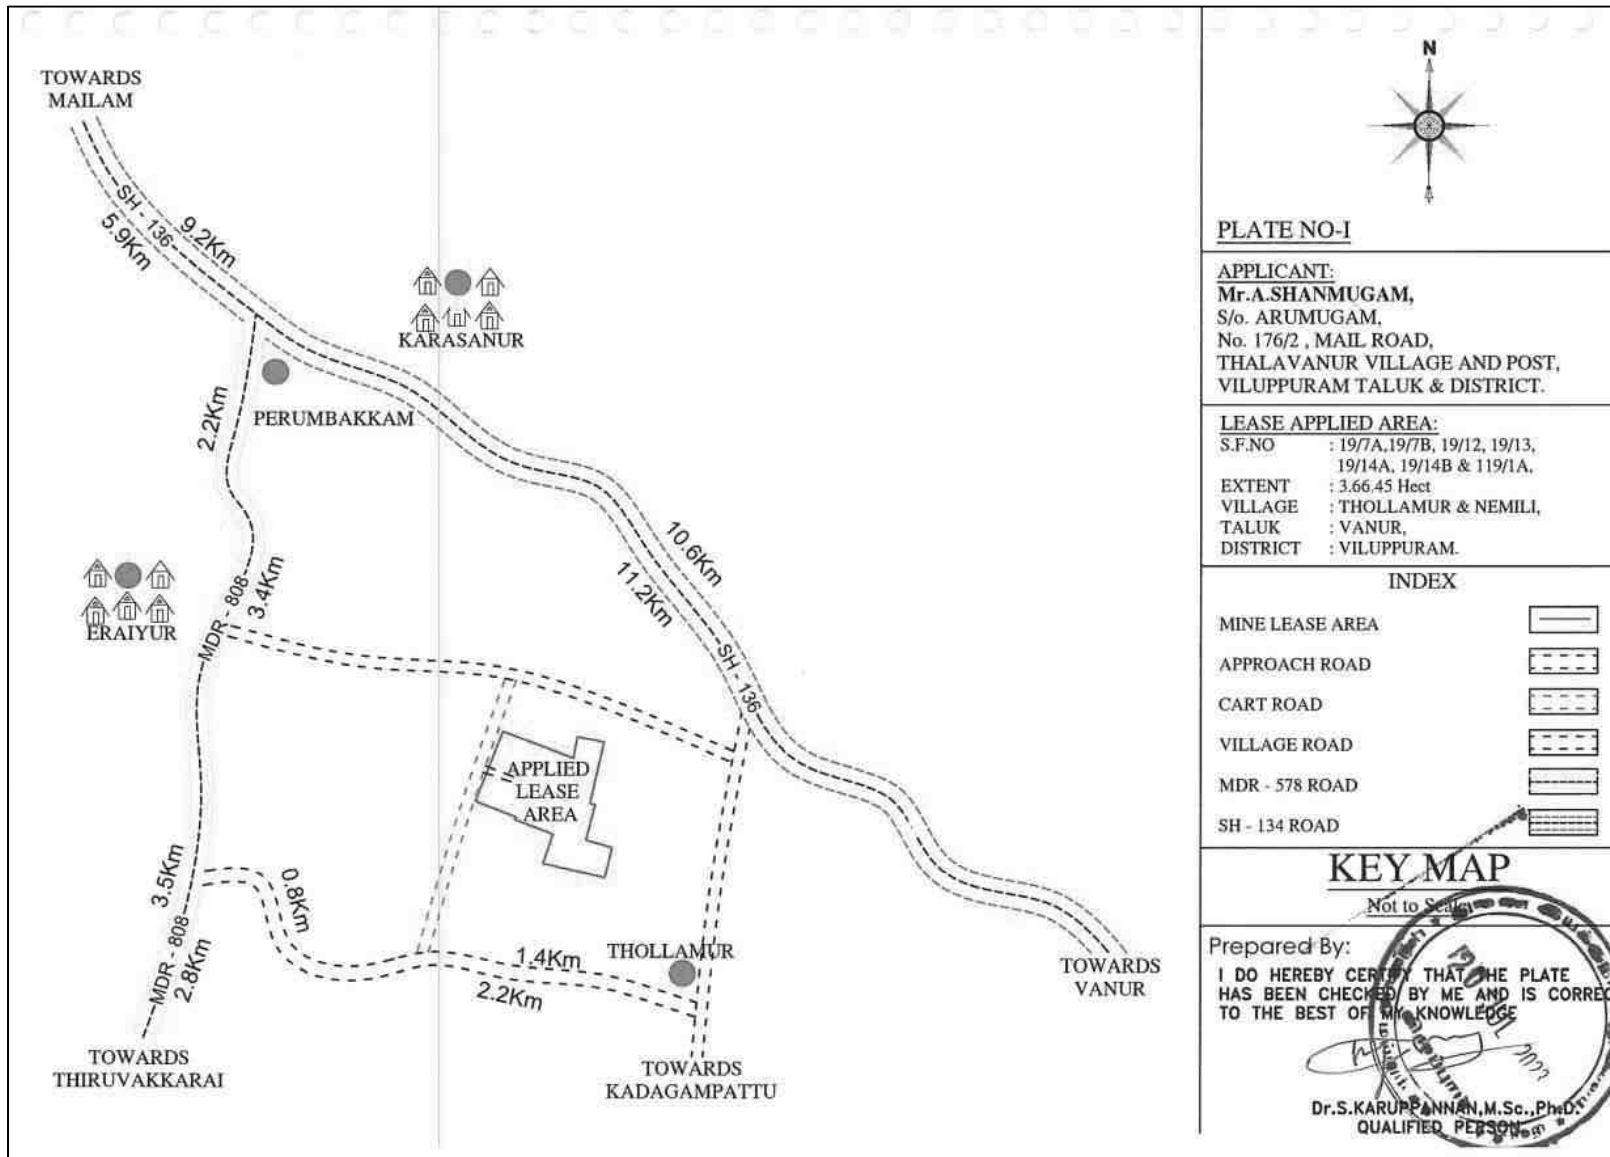 TOWARDS
MAILAM
SH - 136
9.2Km
5.9Km
KARASANUR
PERUMBAKKAM
2.2Km
3.4Km
MDR - 808
ERAIYUR
10.6Km
11.2Km
SH - 136
APPLIED
LEASE
AREA
3.5Km
MDR - 808
2.8Km
0.8Km
1.4Km
2.2Km
THOLLAMUR
TOWARDS
VANUR
TOWARDS
THIRUVAKKARAI
TOWARDS
KADAGAMPATTU
N
PLATE NO-I
APPLICANT:
Mr.A.SHANMUGAM,
S/o. ARUMUGAM,
No. 176/2 , MAIL ROAD,
THALAVANUR VILLAGE AND POST,
VILUPPURAM TALUK & DISTRICT.
LEASE APPLIED AREA:
S.F.NO : 19/7A,19/7B, 19/12, 19/13,
19/14A, 19/14B & 119/1A,
EXTENT : 3.66.45 Hect
VILLAGE : THOLLAMUR & NEMILI,
TALUK : VANUR,
DISTRICT : VILUPPURAM.
INDEX
MINE LEASE AREA
APPROACH ROAD
CART ROAD
VILLAGE ROAD
MDR - 578 ROAD
SH - 134 ROAD
KEY MAP
Not to Scale
Prepared By:
I DO HEREBY CERTIFY THAT THE PLATE
HAS BEEN CHECKED BY ME AND IS CORREC
TO THE BEST OF MY KNOWLEDGE
Dr.S.KARUPPANNAN,M.Sc.,Ph.D.
QUALIFIED PERSON